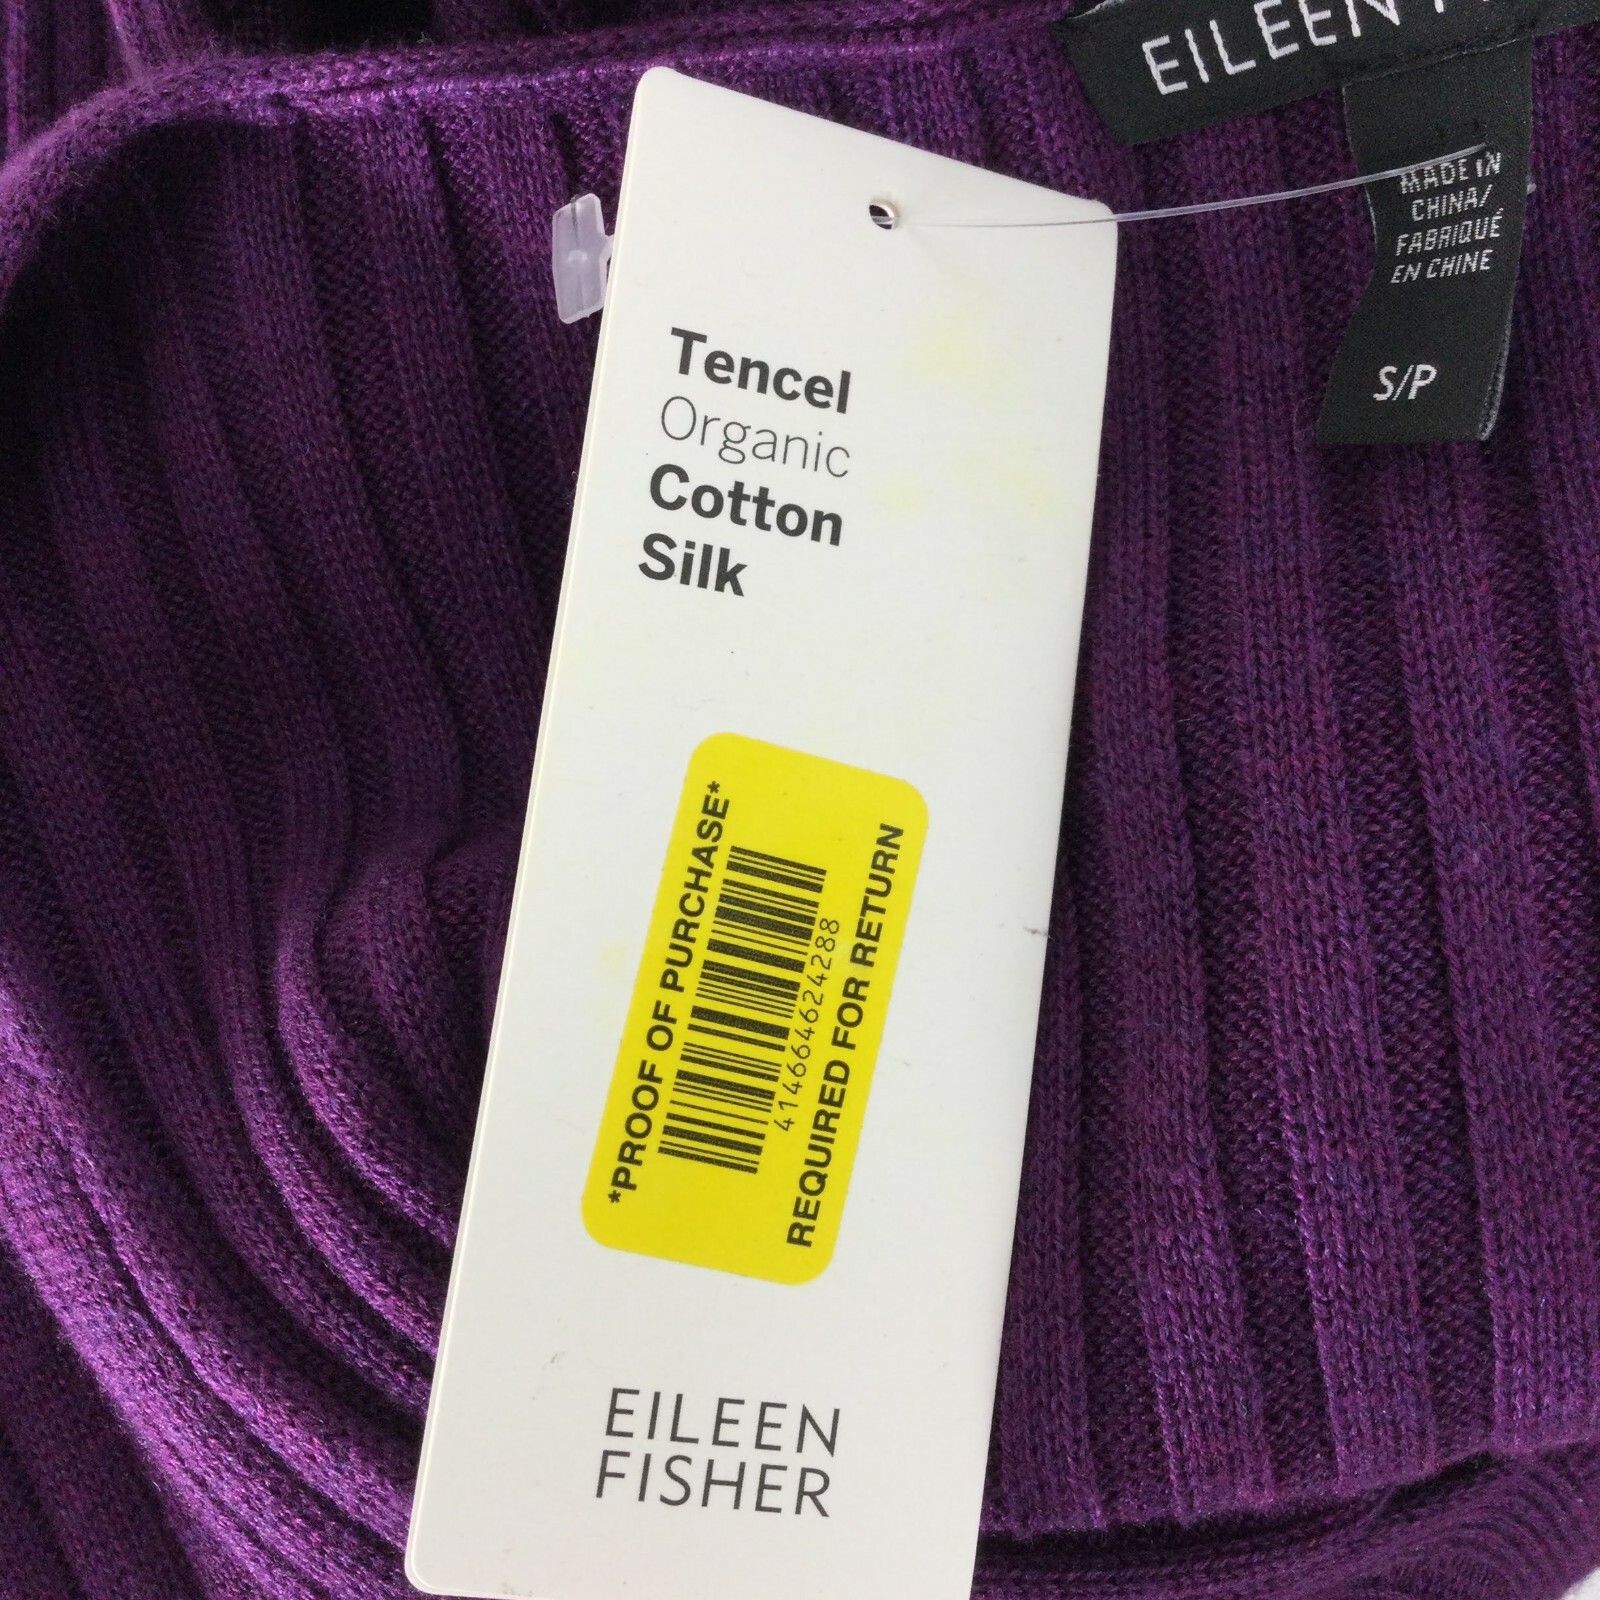 EILEEN
MADE IN
CHINA/
FABRIQUÉ
EN CHINE
S/P
Tencel
Organic
Cotton
Silk
*PROOF OF PURCHASE*
414664624288
REQUIRED FOR RETURN
EILEEN
FISHER